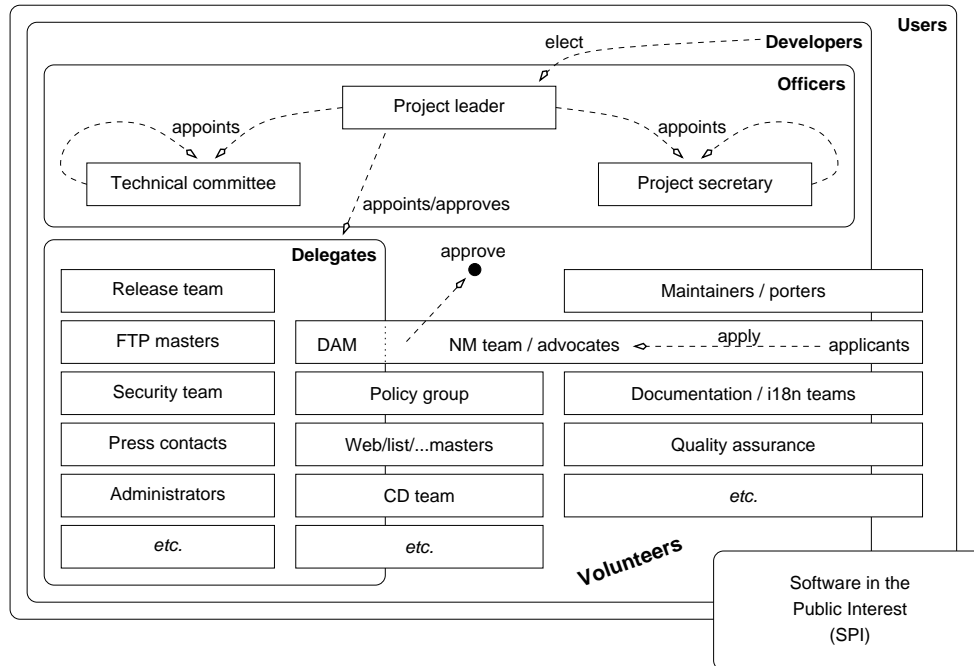 Users
elect
Developers
Officers
Project leader
appoints
appoints
Technical committee
Project secretary
appoints/approves
Delegates
approve
Release team
Maintainers / porters
FTP masters
DAM
NM team / advocates
apply
applicants
Security team
Policy group
Documentation / i18n teams
Press contacts
Web/list/...masters
Quality assurance
Administrators
CD team
etc.
etc.
etc.
Volunteers
Software in the
Public Interest
(SPI)